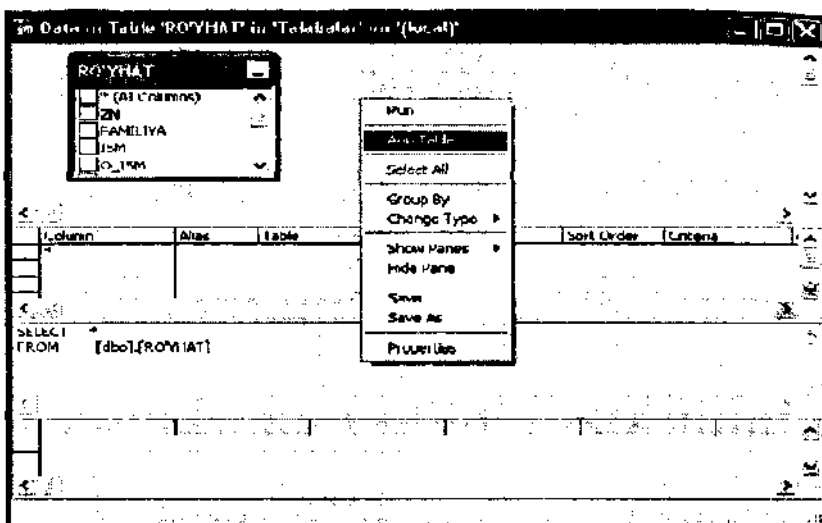 Data in Table 'RO'YHAT' in 'Talabalar' on '(local)'
RO'YHAT
* (All Columns)
ZN
FAMILIYA
ISM
O_ISM
Run
Add Table
Select All
Group By
Change Type
Show Panes
Hide Pane
Save
Save As
Properties
Column Alias Table Sort Order Criteria
*
SELECT *
FROM [dbo].[RO'YHAT]